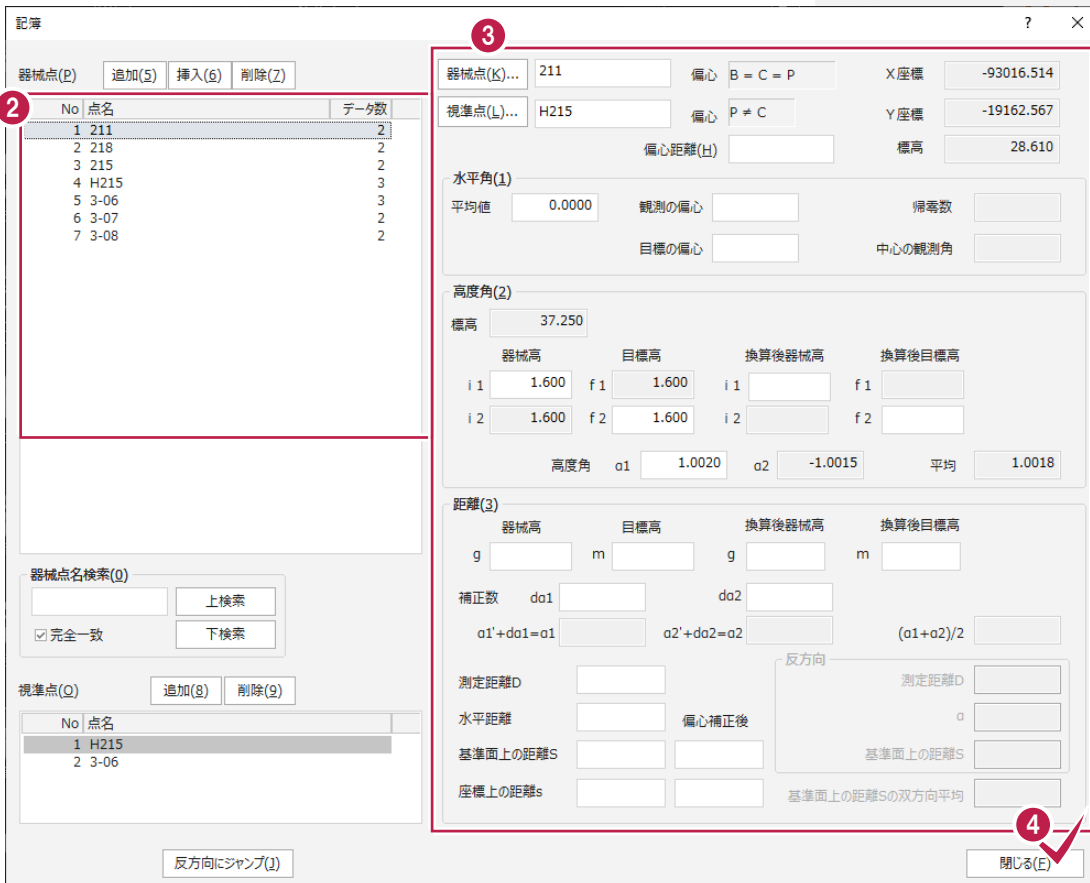 記簿 ? ×
器械点(P) 追加(5) 挿入(6) 削除(7)
2
No 点名 データ数
1 211 2
2 218 2
3 215 2
4 H215 3
5 3-06 3
6 3-07 2
7 3-08 2
器械点名検索(0)
上検索
完全一致 下検索
視準点(O) 追加(8) 削除(9)
No 点名
1 H215
2 3-06
反方向にジャンプ(J)
3
器械点(K)... 211 偏心 B = C = P X座標 -93016.514
視準点(L)... H215 偏心 P ≠ C Y座標 -19162.567
偏心距離(H) 標高 28.610
水平角(1)
平均値 0.0000 観測の偏心 帰零数
目標の偏心 中心の観測角
高度角(2)
標高 37.250
器械高 目標高 換算後器械高 換算後目標高
i 1 1.600 f 1 1.600 i 1 f 1
i 2 1.600 f 2 1.600 i 2 f 2
高度角 α1 1.0020 α2 -1.0015 平均 1.0018
距離(3)
器械高 目標高 換算後器械高 換算後目標高
g m g m
補正数 dα1 dα2
α1'+dα1=α1 α2'+dα2=α2 (α1+α2)/2
反方向
測定距離D 測定距離D
水平距離 偏心補正後 α
基準面上の距離S 基準面上の距離S
座標上の距離s 基準面上の距離Sの双方向平均
4
閉じる(F)